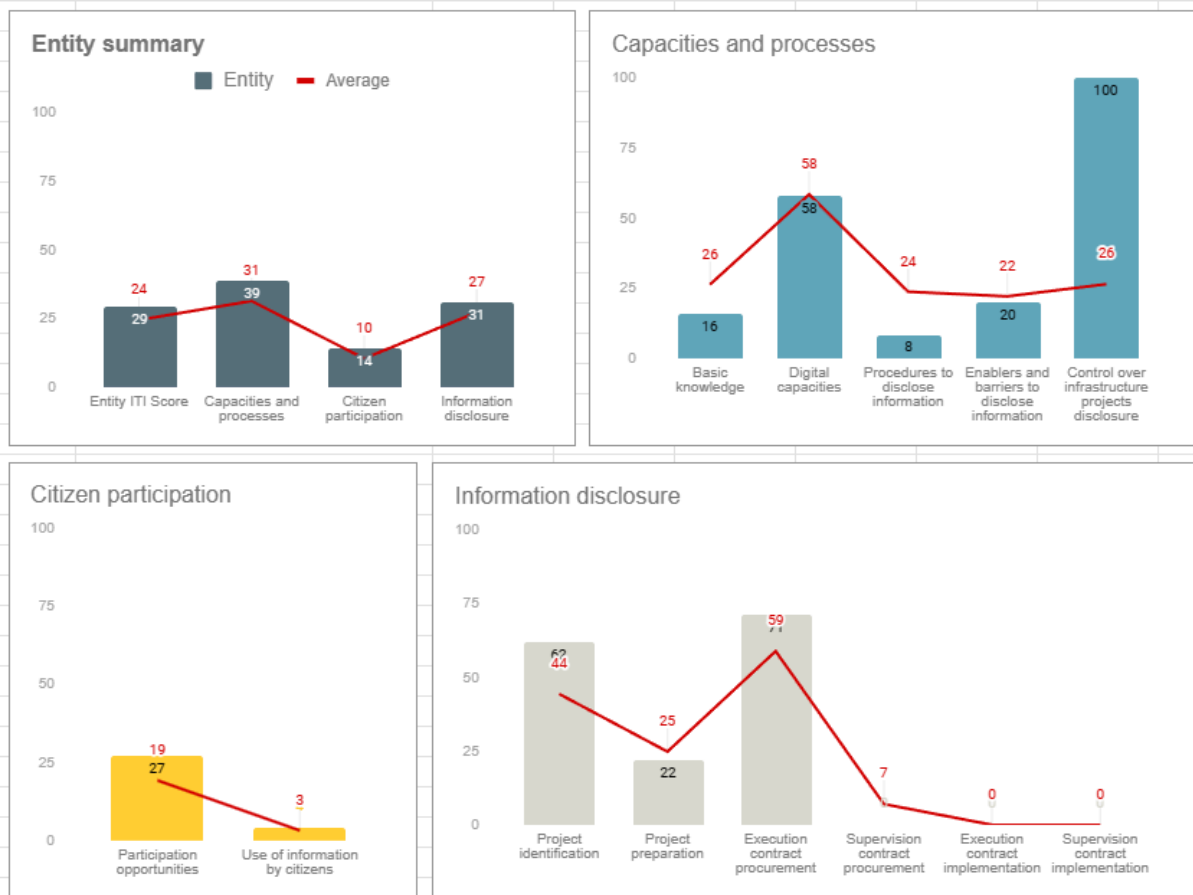 Entity summary
Entity Average
100
75
50
25
0
24
31
10
27
29
39
14
31
Entity ITI Score
Capacities and
processes
Citizen
participation
Information
disclosure
Capacities and processes
100
75
50
25
0
26
58
24
22
26
16
58
8
20
100
Basic
knowledge
Digital
capacities
Procedures to
disclose
information
Enablers and
barriers to
disclose
information
Control over
infrastructure
projects
disclosure
Citizen participation
100
75
50
25
0
19
27
3
Participation
opportunities
Use of information
by citizens
Information disclosure
100
75
50
25
0
62
44
25
22
59
7
0
0
Project
identification
Project
preparation
Execution
contract
procurement
Supervision
contract
procurement
Execution
contract
implementation
Supervision
contract
implementation